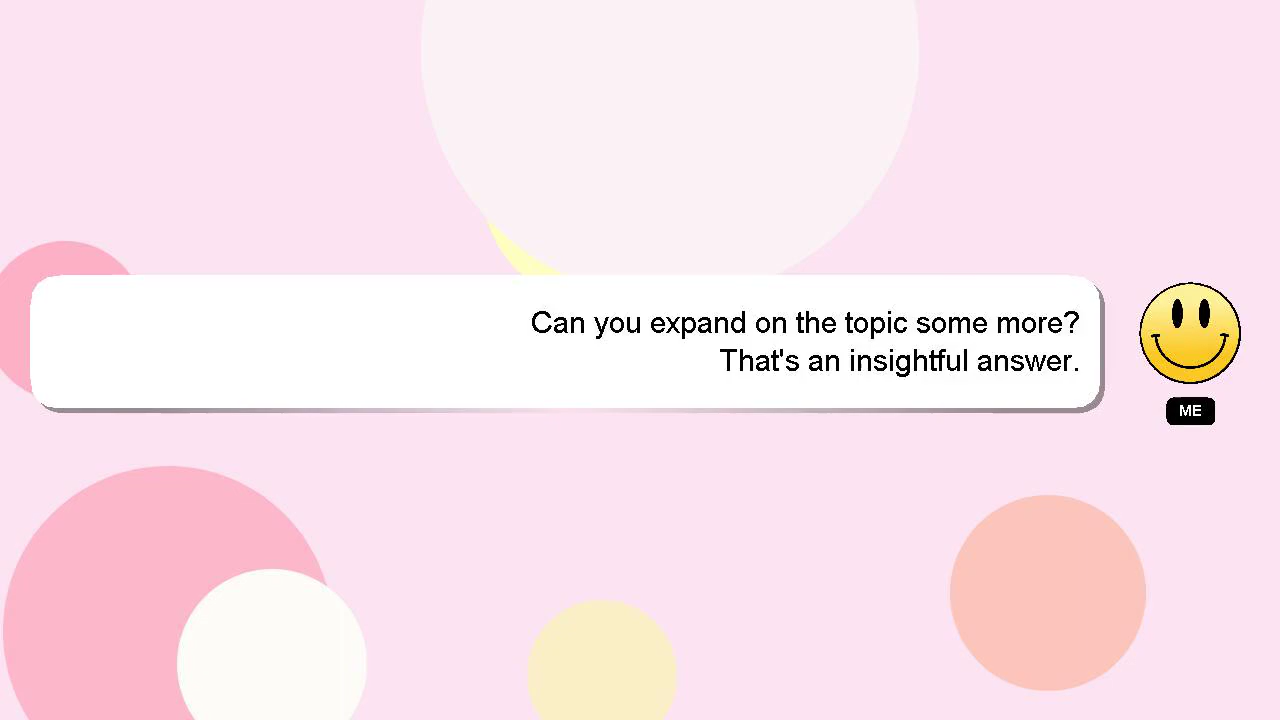 Can you expand on the topic some more?
That's an insightful answer.
ME